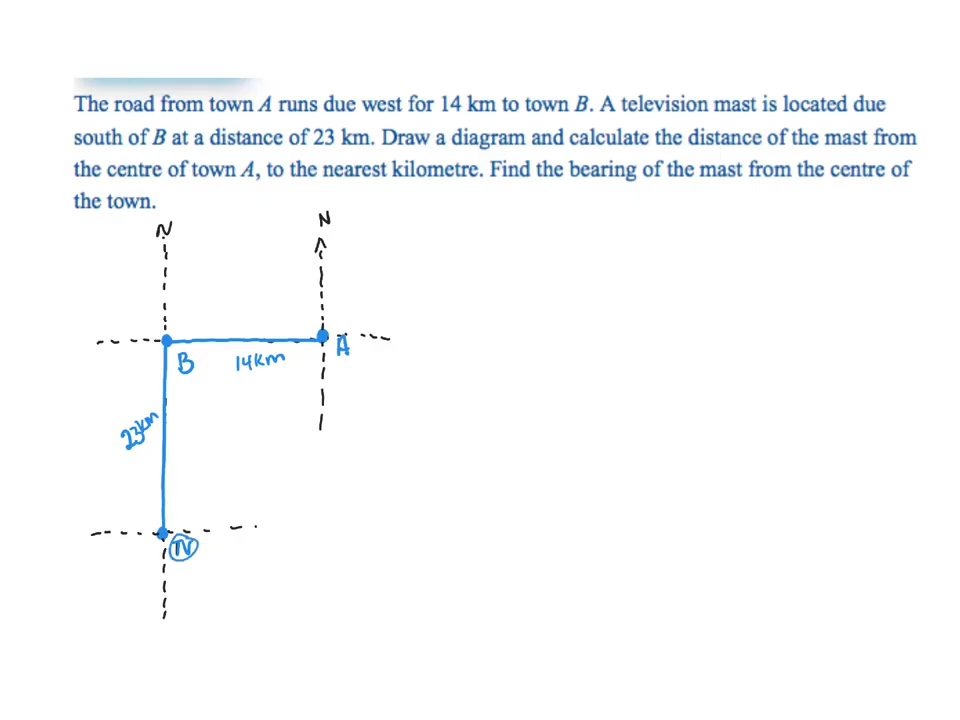 The road from town A runs due west for 14 km to town B. A television mast is located due
south of B at a distance of 23 km. Draw a diagram and calculate the distance of the mast from
the centre of town A, to the nearest kilometre. Find the bearing of the mast from the centre of
the town.
N
N
B
14km
A
23km
TV